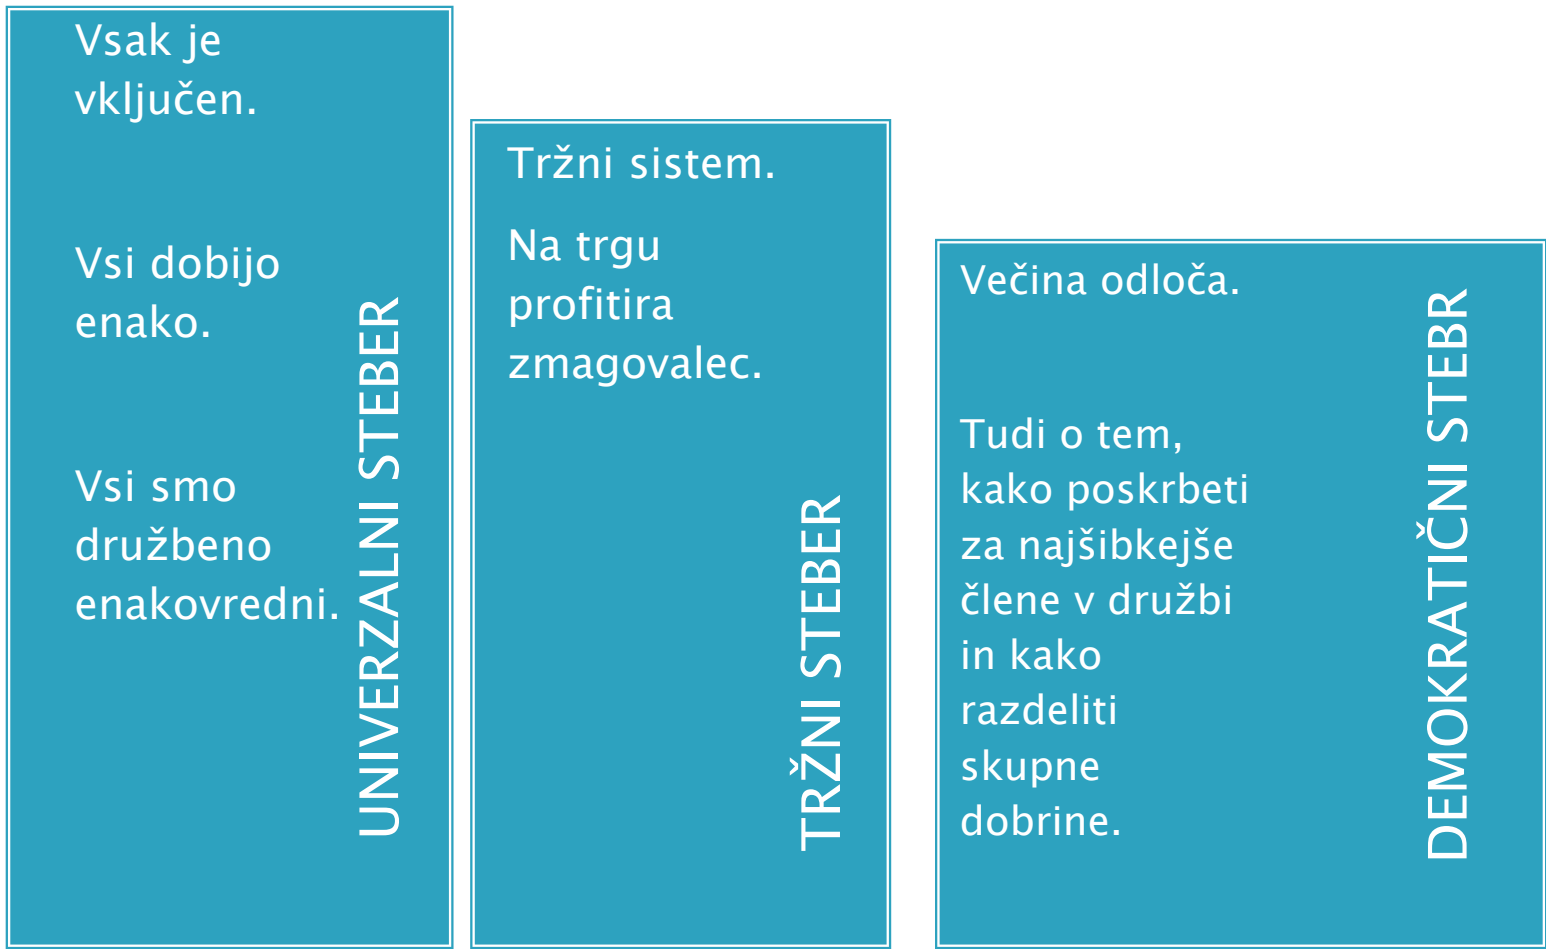 Vsak je
vključen.
Vsi dobijo
enako.
Vsi smo
družbeno
enakovredni.
UNIVERZALNI STEBER
Tržni sistem.
Na trgu
profitira
zmagovalec.
TRŽNI STEBER
Večina odloča.
Tudi o tem,
kako poskrbeti
za najšibkejše
člene v družbi
in kako
razdeliti
skupne
dobrine.
DEMOKRATIČNI STEBR